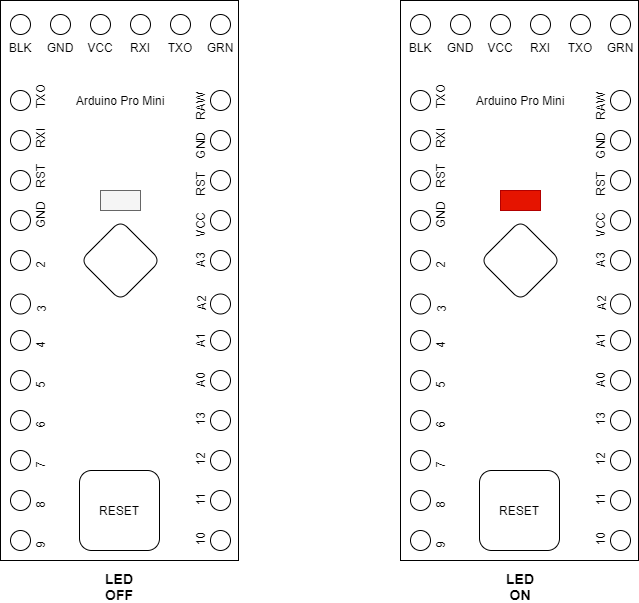 BLK GND VCC RXI TXO GRN
TXO
RXI
RST
GND
2
3
4
5
6
7
8
9
Arduino Pro Mini
RESET
RAW
GND
RST
VCC
A3
A2
A1
A0
13
12
11
10
LED
OFF
BLK GND VCC RXI TXO GRN
TXO
RXI
RST
GND
2
3
4
5
6
7
8
9
Arduino Pro Mini
RESET
RAW
GND
RST
VCC
A3
A2
A1
A0
13
12
11
10
LED
ON